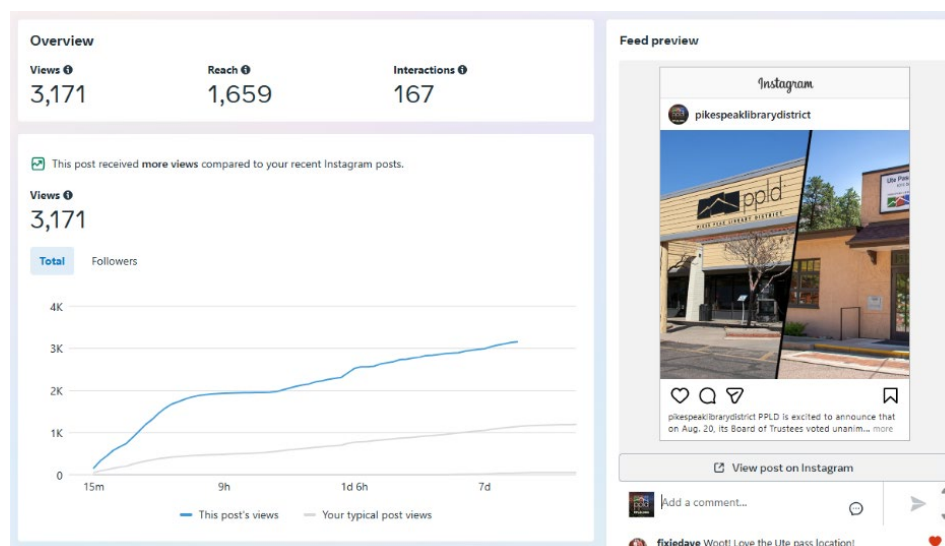 Overview
Views
3,171
Reach
1,659
Interactions
167
This post received more views compared to your recent Instagram posts.
Views
3,171
Total
Followers
4K
3K
2K
1K
0
15m
9h
1d 6h
7d
This post's views
Your typical post views
Feed preview
Instagram
pikespeaklibrarydistrict
ppld
PIKES PEAK LIBRARY DISTRICT
Ute Pas
pikespeaklibrarydistrict PPLD is excited to announce that
on Aug. 20, its Board of Trustees voted unanim... more
View post on Instagram
ppld
Add a comment...
fixiedave Woot! Love the Ute pass location!